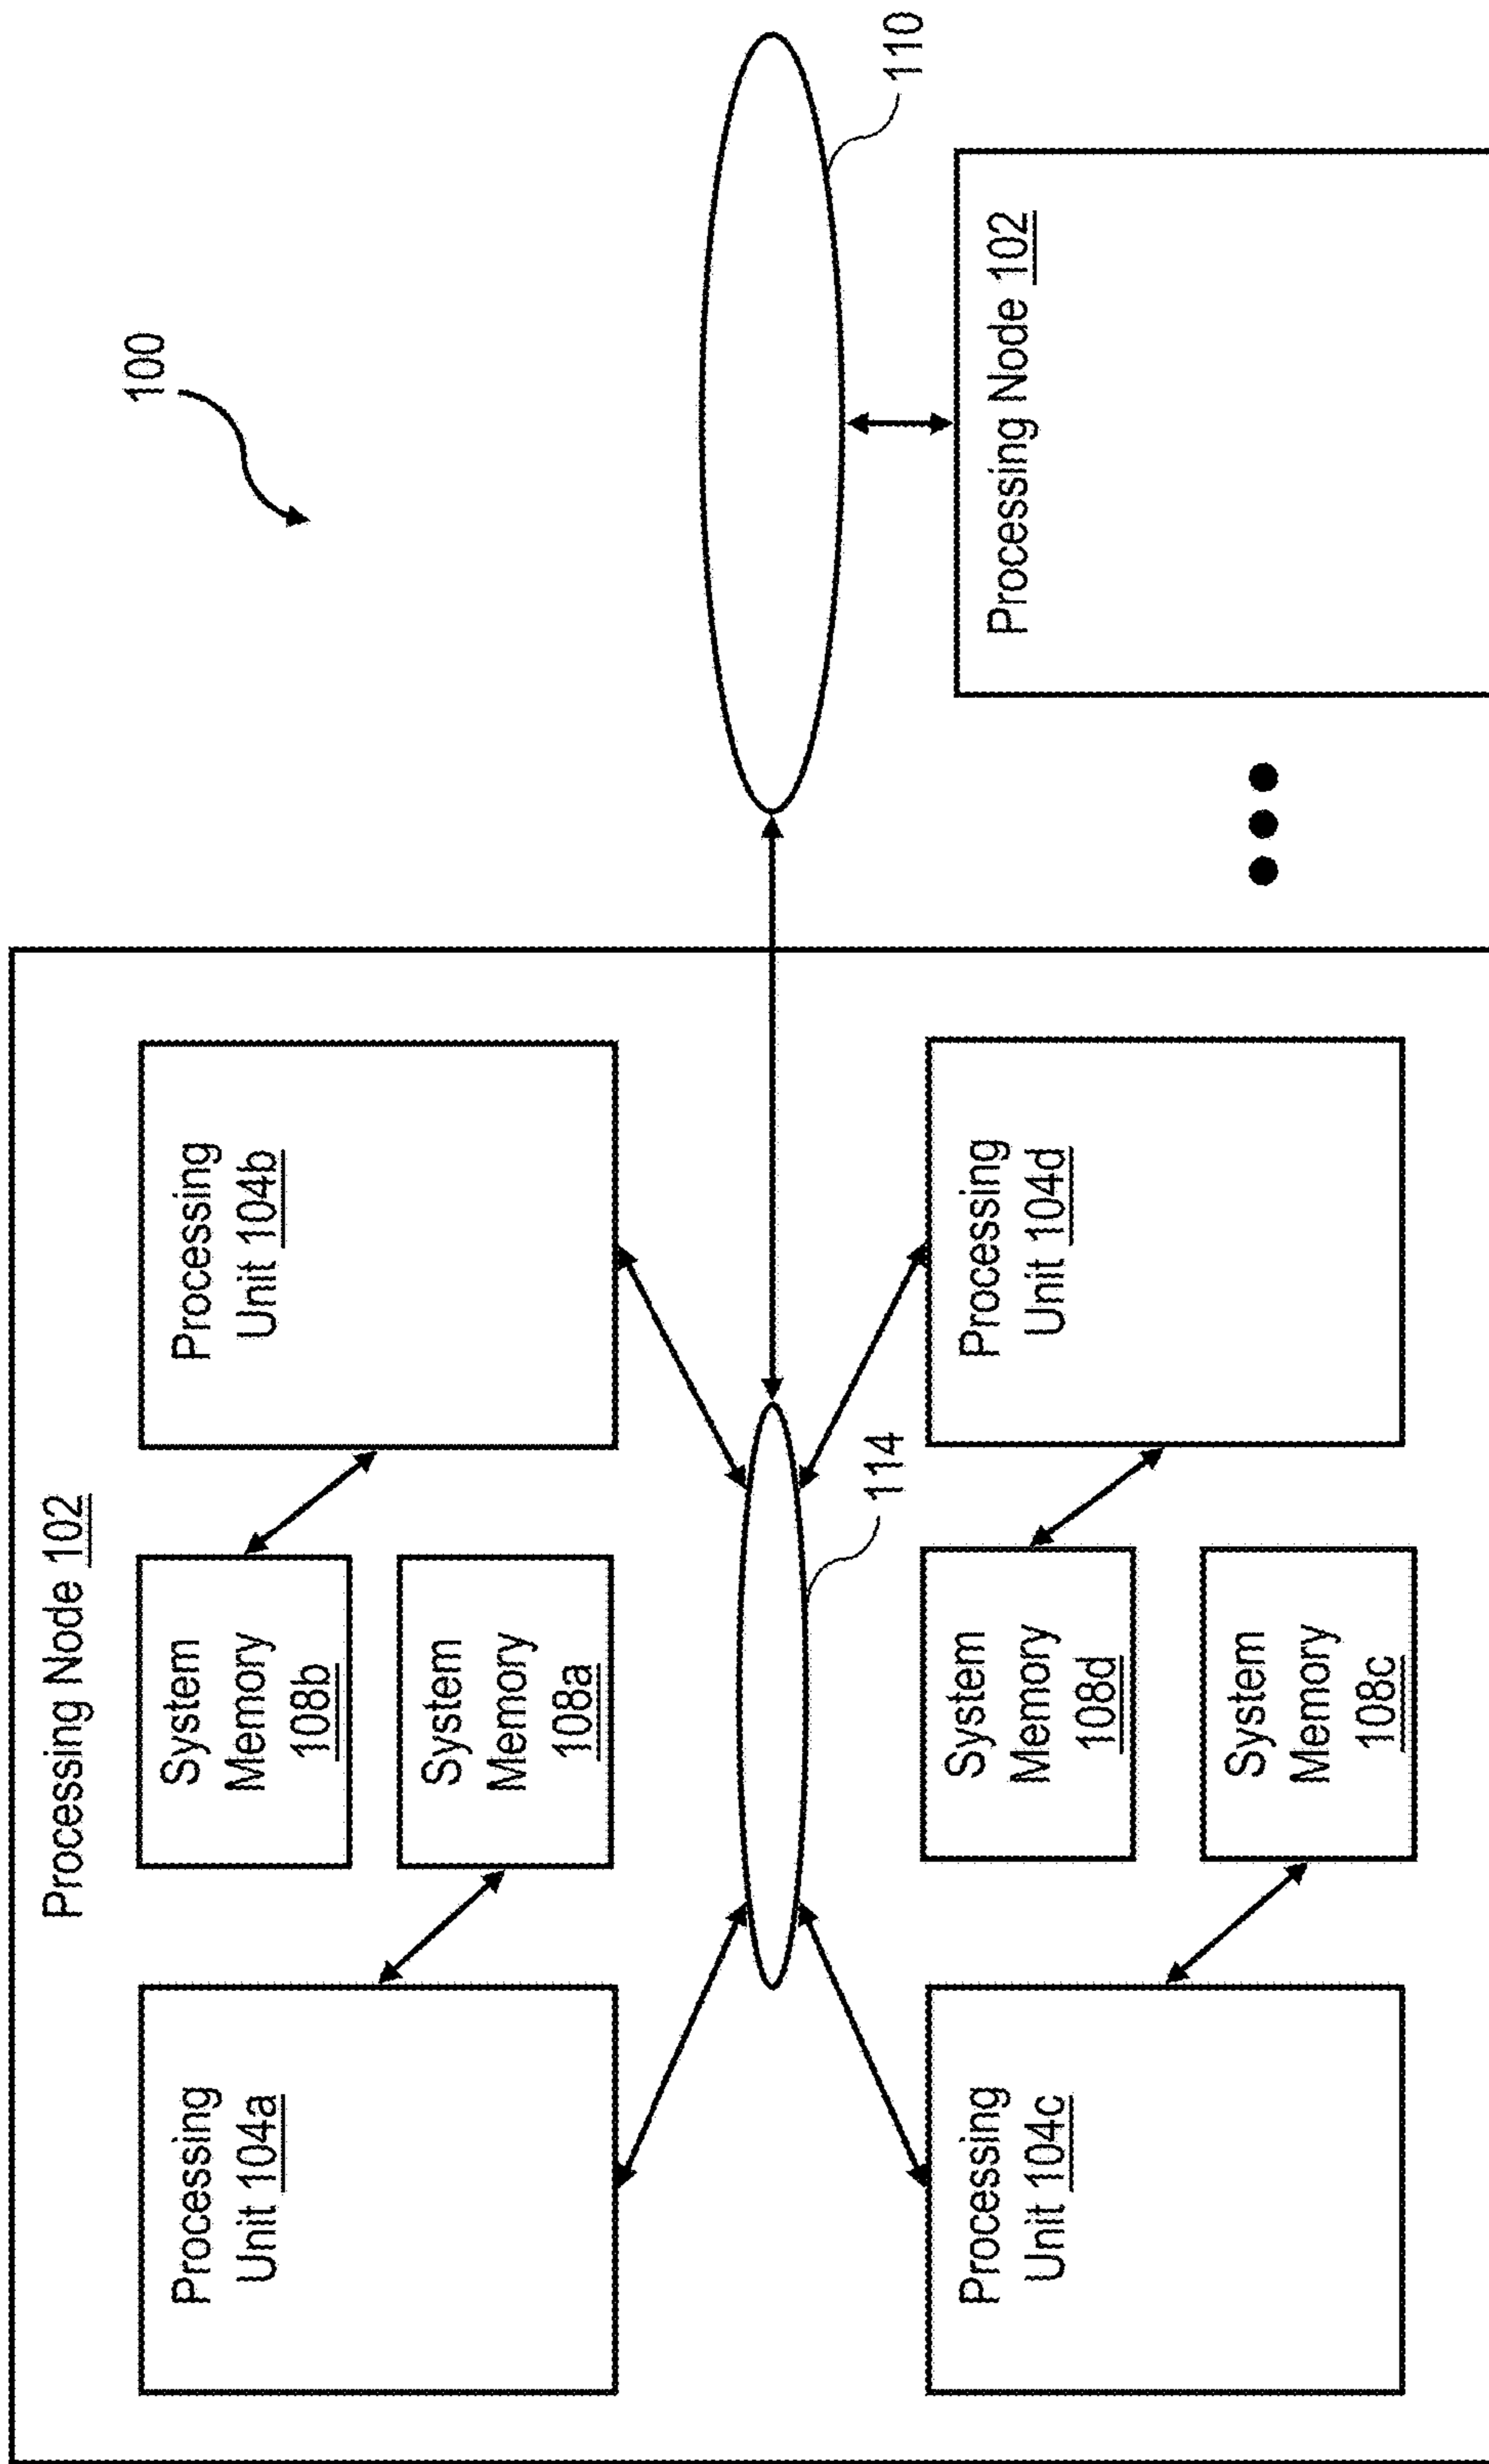 100
Processing Node 102
Processing
Unit 104a
System
Memory
108b
System
Memory
108a
Processing
Unit 104b
114
110
Processing
Unit 104c
System
Memory
108d
System
Memory
108c
Processing
Unit 104d
Processing Node 102